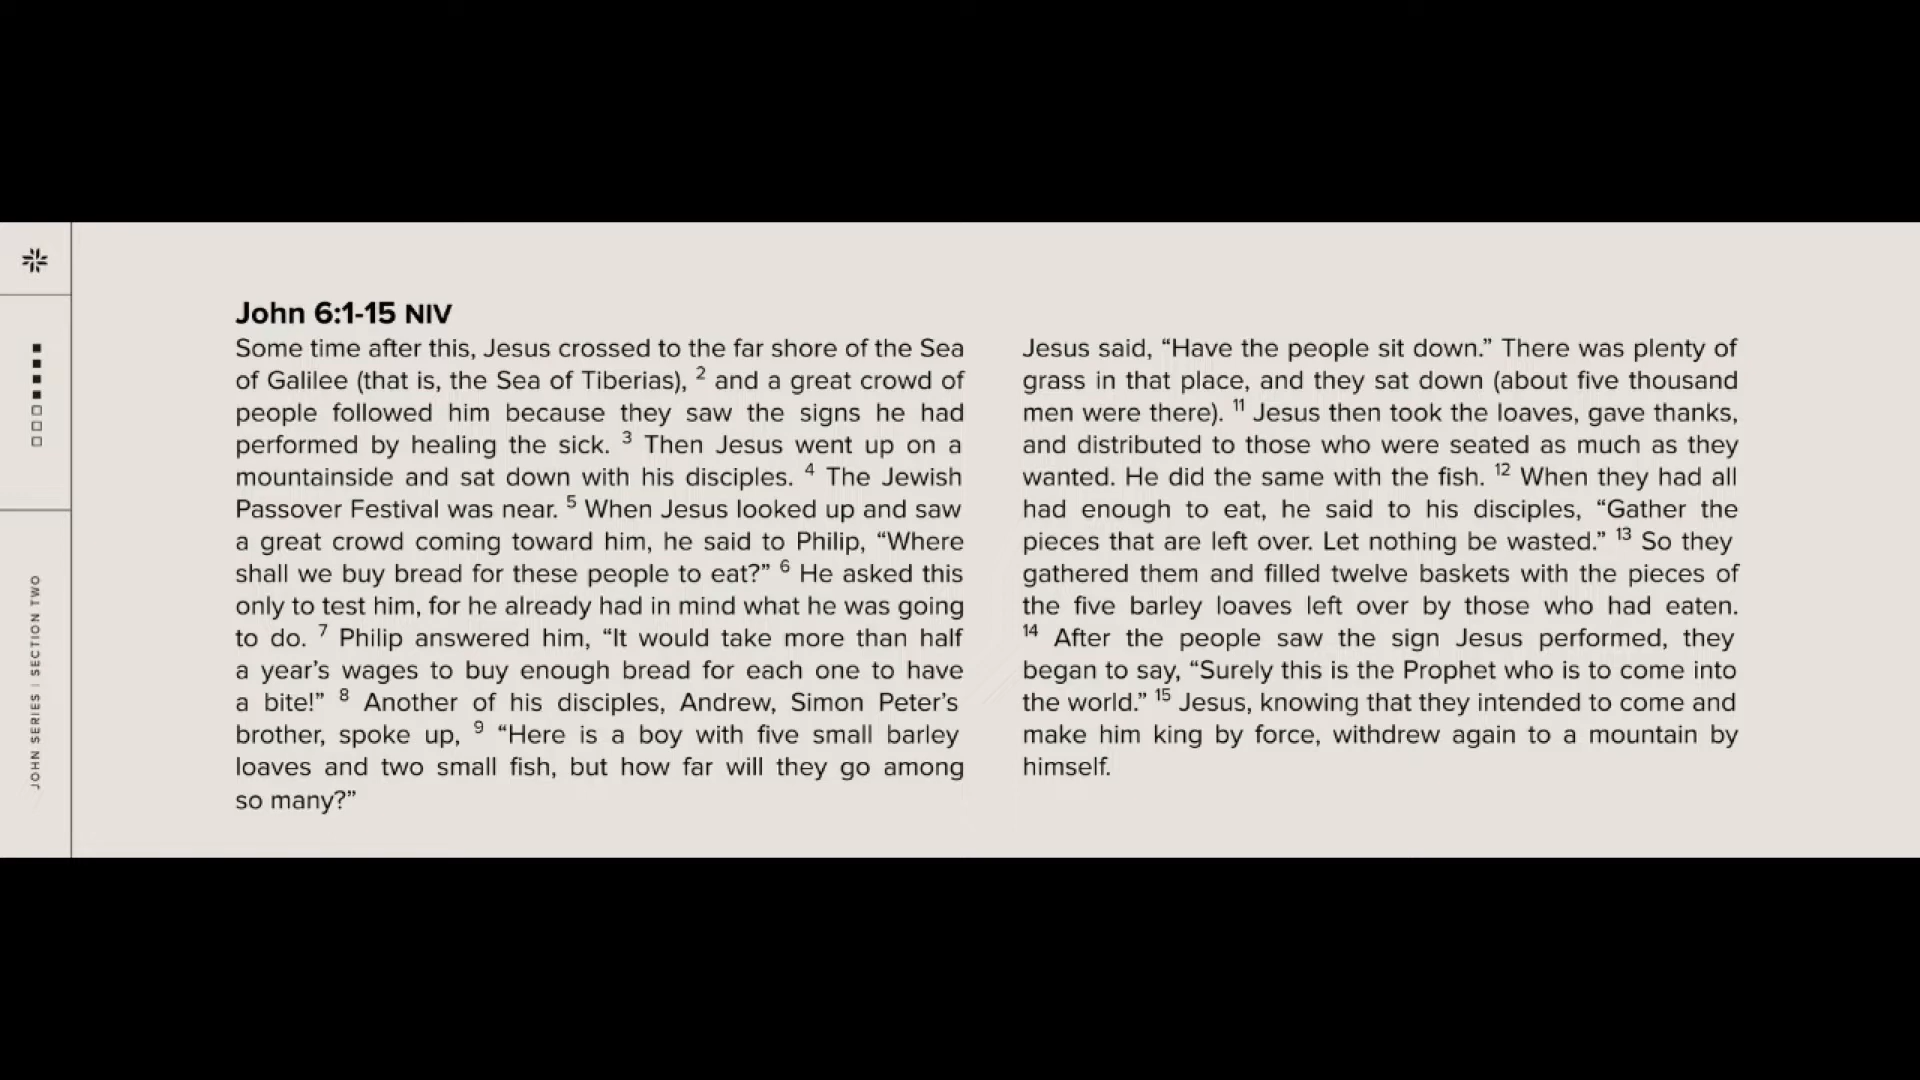 John 6:1-15 NIV
Some time after this, Jesus crossed to the far shore of the Sea
of Galilee (that is, the Sea of Tiberias), 2 and a great crowd of
people followed him because they saw the signs he had
performed by healing the sick. 3 Then Jesus went up on a
mountainside and sat down with his disciples. 4 The Jewish
Passover Festival was near. 5 When Jesus looked up and saw
a great crowd coming toward him, he said to Philip, “Where
shall we buy bread for these people to eat?” 6 He asked this
only to test him, for he already had in mind what he was going
to do. 7 Philip answered him, “It would take more than half
a year’s wages to buy enough bread for each one to have
a bite!” 8 Another of his disciples, Andrew, Simon Peter’s
brother, spoke up, 9 “Here is a boy with five small barley
loaves and two small fish, but how far will they go among
so many?”
Jesus said, “Have the people sit down.” There was plenty of
grass in that place, and they sat down (about five thousand
men were there). 11 Jesus then took the loaves, gave thanks,
and distributed to those who were seated as much as they
wanted. He did the same with the fish. 12 When they had all
had enough to eat, he said to his disciples, “Gather the
pieces that are left over. Let nothing be wasted.” 13 So they
gathered them and filled twelve baskets with the pieces of
the five barley loaves left over by those who had eaten.
14 After the people saw the sign Jesus performed, they
began to say, “Surely this is the Prophet who is to come into
the world.” 15 Jesus, knowing that they intended to come and
make him king by force, withdrew again to a mountain by
himself.
JOHN SERIES | SECTION TWO